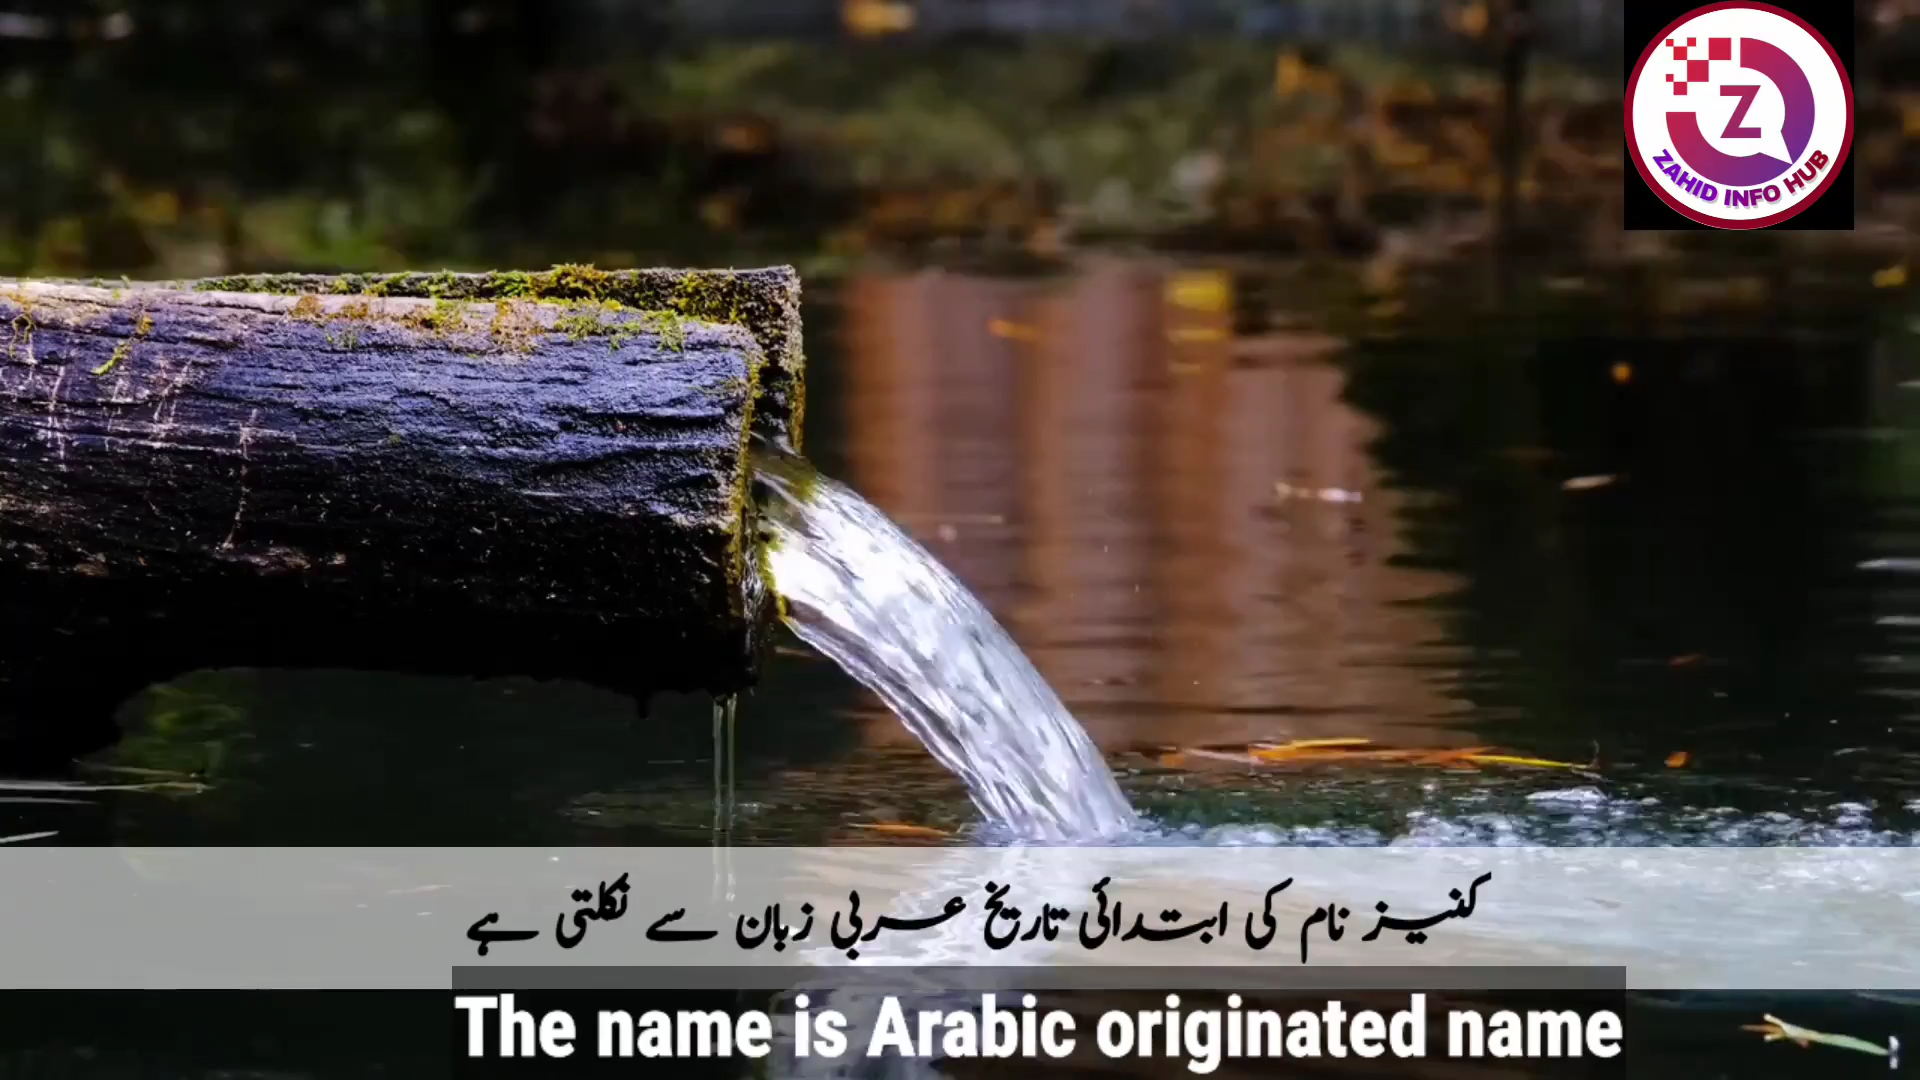 Z
ZAHID INFO HUB
کنیز نام کی ابتدائی تاریخ عربی زبان سے نکلتی ہے
The name is Arabic originated name